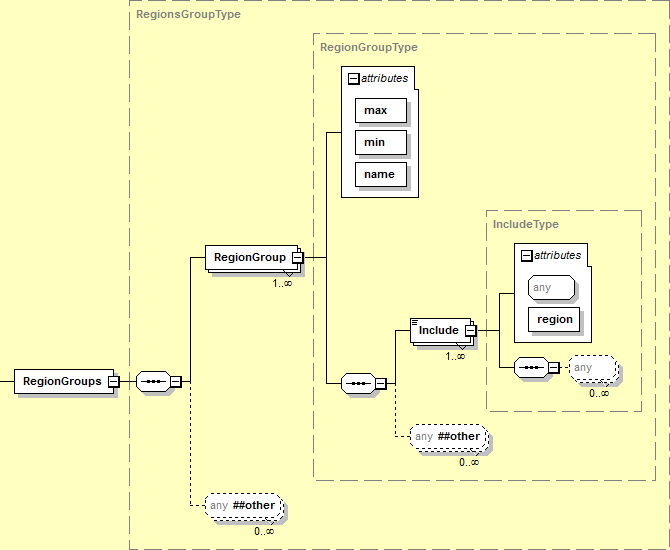 RegionsGroupType
RegionGroupType
attributes
max
min
name
IncludeType
attributes
any
region
RegionGroup
1..∞
Include
1..∞
any
0..∞
RegionGroups
any ##other
0..∞
any ##other
0..∞